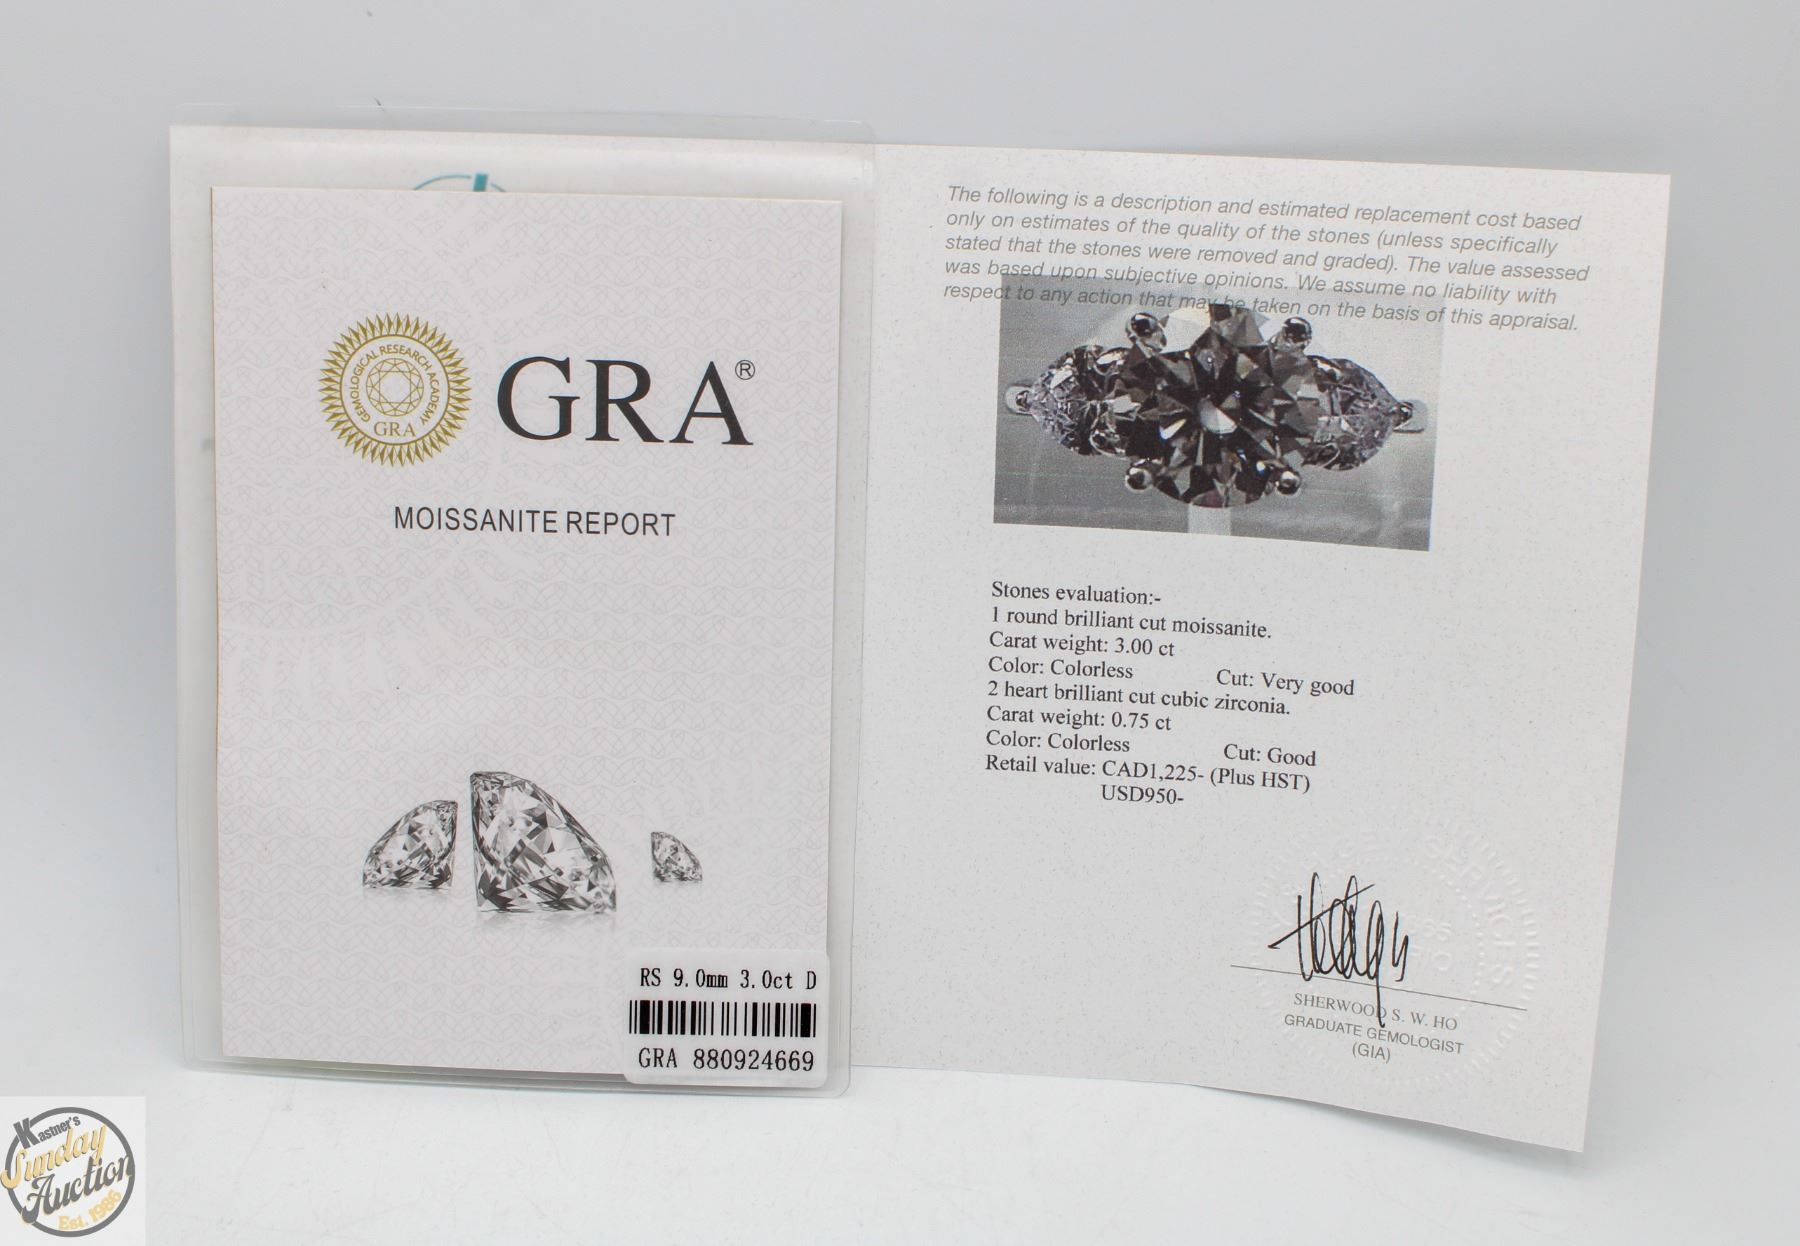 GEMOLOGICAL RESEARCH ACADEMY
GRA
GRA®
MOISSANITE REPORT
RS 9.0mm 3.0ct D
GRA 880924669
The following is a description and estimated replacement cost based
only on estimates of the quality of the stones (unless specifically
stated that the stones were removed and graded). The value assessed
was based upon subjective opinions. We assume no liability with
respect to any action that may be taken on the basis of this appraisal.
Stones evaluation:-
1 round brilliant cut moissanite.
Carat weight: 3.00 ct
Color: Colorless Cut: Very good
2 heart brilliant cut cubic zirconia.
Carat weight: 0.75 ct
Color: Colorless Cut: Good
Retail value: CAD1,225- (Plus HST)
USD950-
SERVICES
SHERWOOD S. W. HO
GRADUATE GEMOLOGIST
(GIA)
Kastner's
Sunday
Auction
Est. 1986